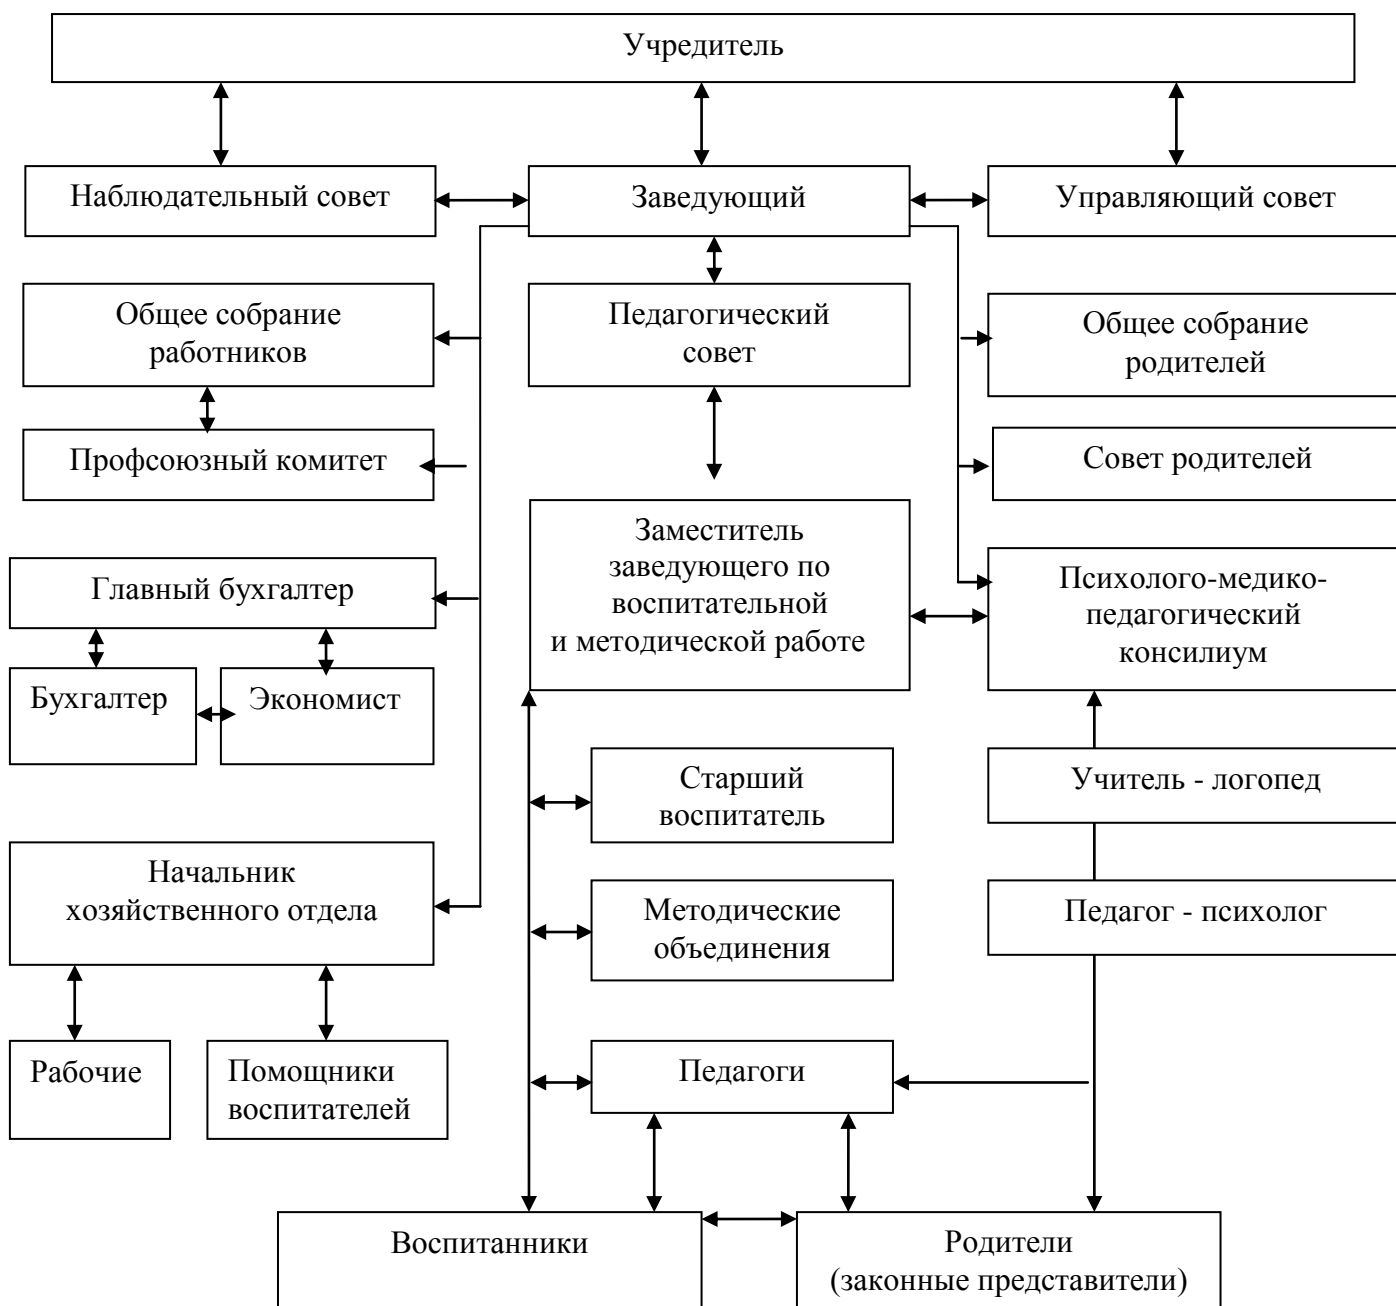 Учредитель
Наблюдательный совет
Заведующий
Управляющий совет
Общее собрание
работников
Педагогический
совет
Общее собрание
родителей
Профсоюзный комитет
Совет родителей
Заместитель
заведующего по
воспитательной
и методической работе
Главный бухгалтер
Психолого-медико-
педагогический
консилиум
Бухгалтер
Экономист
Старший
воспитатель
Учитель - логопед
Начальник
хозяйственного отдела
Методические
объединения
Педагог - психолог
Рабочие
Помощники
воспитателей
Педагоги
Воспитанники
Родители
(законные представители)